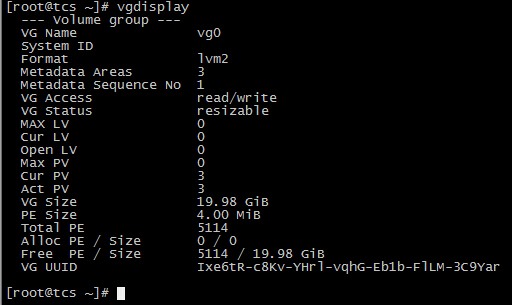 [root@tcs ~]# vgdisplay
--- Volume group ---
VG Name vg0
System ID
Format lvm2
Metadata Areas 3
Metadata Sequence No 1
VG Access read/write
VG Status resizable
MAX LV 0
Cur LV 0
Open LV 0
Max PV 0
Cur PV 3
Act PV 3
VG Size 19.98 GiB
PE Size 4.00 MiB
Total PE 5114
Alloc PE / Size 0 / 0
Free PE / Size 5114 / 19.98 GiB
VG UUID Ixe6tR-c8Kv-YHrl-vqhG-Eb1b-FlLM-3C9Yar
[root@tcs ~]#